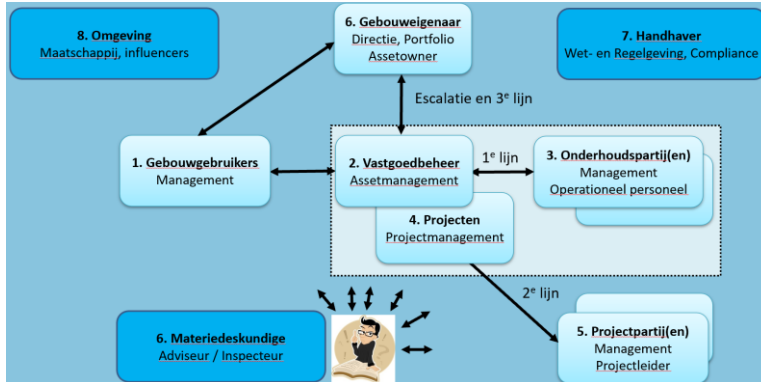 8. Omgeving
Maatschappij, influencers
6. Gebouweigenaar
Directie, Portfolio
Assetowner
7. Handhaver
Wet- en Regelgeving, Compliance
Escalatie en 3e lijn
1. Gebouwgebruikers
Management
2. Vastgoedbeheer
Assetmanagement
1e lijn
3. Onderhoudspartij(en)
Management
Operationeel personeel
4. Projecten
Projectmanagement
2e lijn
6. Materiedeskundige
Adviseur / Inspecteur
5. Projectpartij(en)
Management
Projectleider